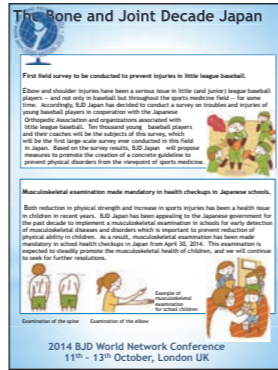 The Bone and Joint Decade Japan
First field survey to be conducted to prevent injuries in little league baseball.
Elbow and shoulder injuries have been a serious issue in little (and junior) league baseball
players -- and not only in baseball but throughout the sports medicine field -- for some
time. Accordingly, BJD Japan has decided to conduct a survey on troubles and injuries of
young baseball players in cooperation with the Japanese
Orthopedic Association and organizations associated with
little league baseball. Ten thousand young baseball players
and their coaches will be the subjects of this survey, which
will be the first large-scale survey ever conducted in this field
in Japan. Based on the survey results, BJD Japan will propose
measures to promote the creation of a concrete guideline to
prevent physical disorders from the viewpoint of sports medicine.
Musculoskeletal examination made mandatory in health checkups in Japanese schools.
Both reduction in physical strength and increase in sports injuries has been a health issue
in children in recent years. BJD Japan has been appealing to the Japanese government for
the past decade to implement a musculoskeletal examination in schools for early detection
of musculoskeletal diseases and disorders which is important to prevent reduction of
physical ability in children. As a result, musculoskeletal examination has been made
mandatory in school health checkups in Japan from April 30, 2014. This examination is
expected to steadily promote the musculoskeletal health of children, and we will continue
to seek for further resolutions.
Example of
musculoskeletal
examination
for school children
Examination of the spine
Examination of the elbow
2014 BJD World Network Conference
11th - 13th October, London UK